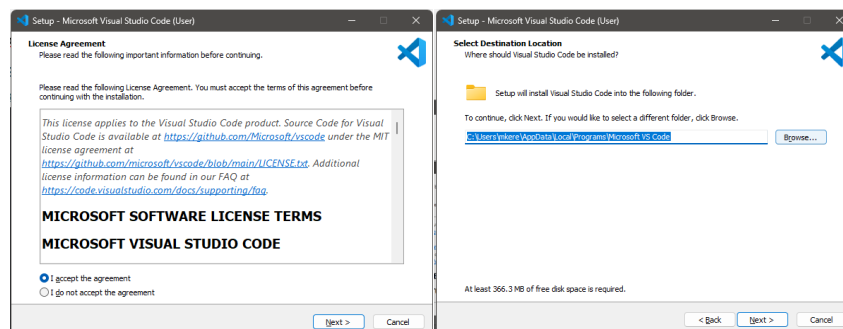 Setup - Microsoft Visual Studio Code (User)
License Agreement
Please read the following important information before continuing.
Please read the following License Agreement. You must accept the terms of this agreement before
continuing with the installation.
This license applies to the Visual Studio Code product. Source Code for Visual
Studio Code is available at https://github.com/Microsoft/vscode under the MIT
license agreement at
https://github.com/microsoft/vscode/blob/main/LICENSE.txt. Additional
license information can be found in our FAQ at
https://code.visualstudio.com/docs/supporting/faq.
MICROSOFT SOFTWARE LICENSE TERMS
MICROSOFT VISUAL STUDIO CODE
I accept the agreement
I do not accept the agreement
Next >
Cancel
Setup - Microsoft Visual Studio Code (User)
Select Destination Location
Where should Visual Studio Code be installed?
Setup will install Visual Studio Code into the following folder.
To continue, click Next. If you would like to select a different folder, click Browse.
C:\Users\mkere\AppData\Local\Programs\Microsoft VS Code
Browse...
At least 366.3 MB of free disk space is required.
< Back
Next >
Cancel